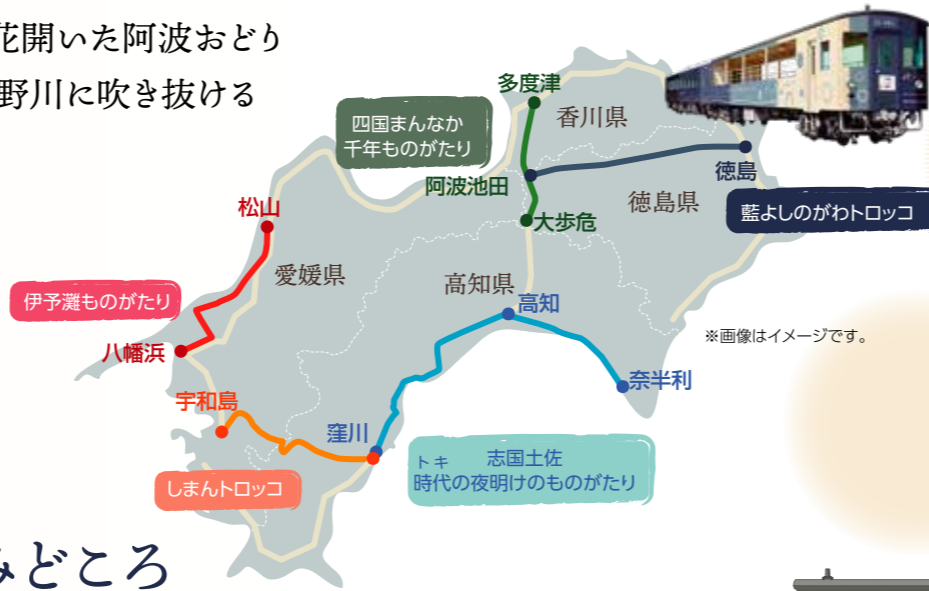 花開いた阿波おどり
野川に吹き抜ける
多度津
香川県
四国まんなか
千年ものがたり
阿波池田
徳島
徳島県
藍よしのがわトロッコ
大歩危
松山
愛媛県
高知県
伊予灘ものがたり
高知
※画像はイメージです。
八幡浜
奈半利
宇和島
窪川
トキ 志国土佐
時代の夜明けのものがたり
しまんトロッコ
みどころ